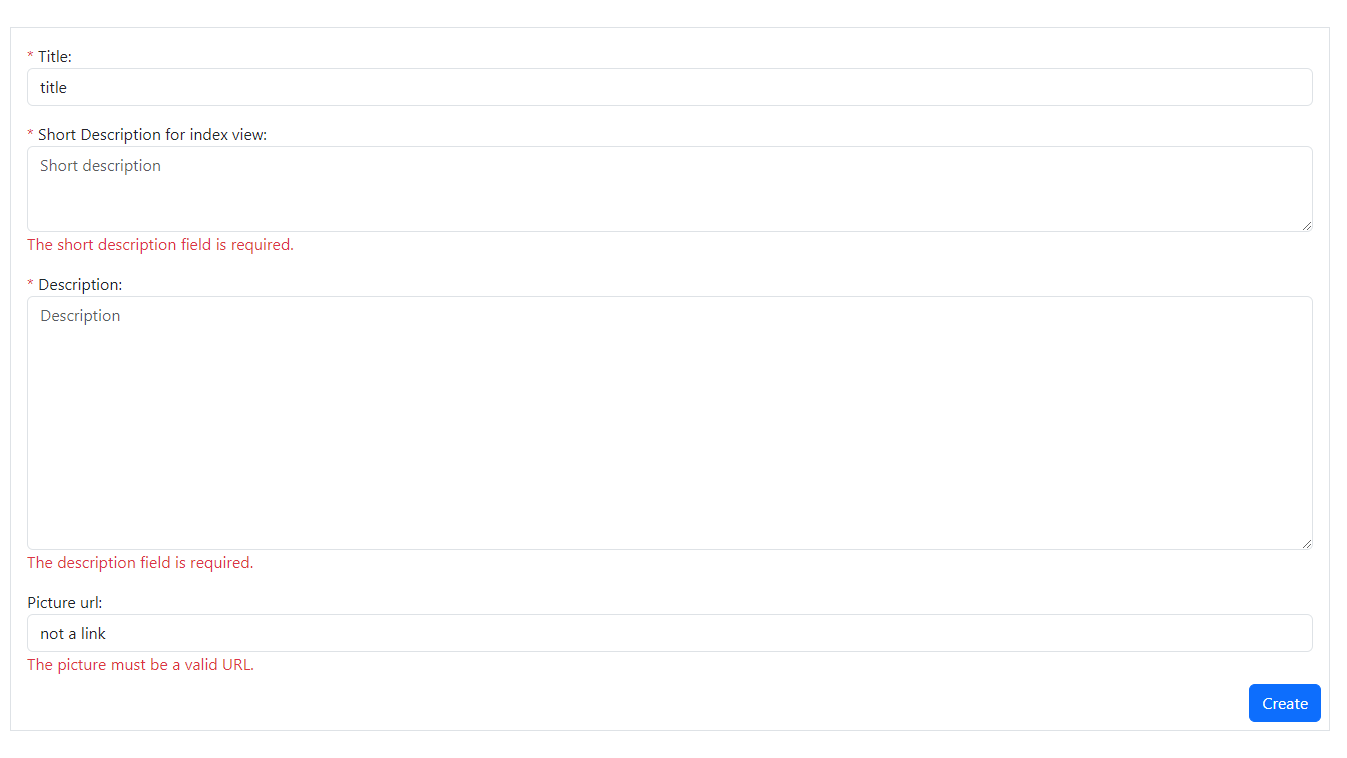 * Title:
title
* Short Description for index view:
Short description
The short description field is required.
* Description:
Description
The description field is required.
Picture url:
not a link
The picture must be a valid URL.
Create